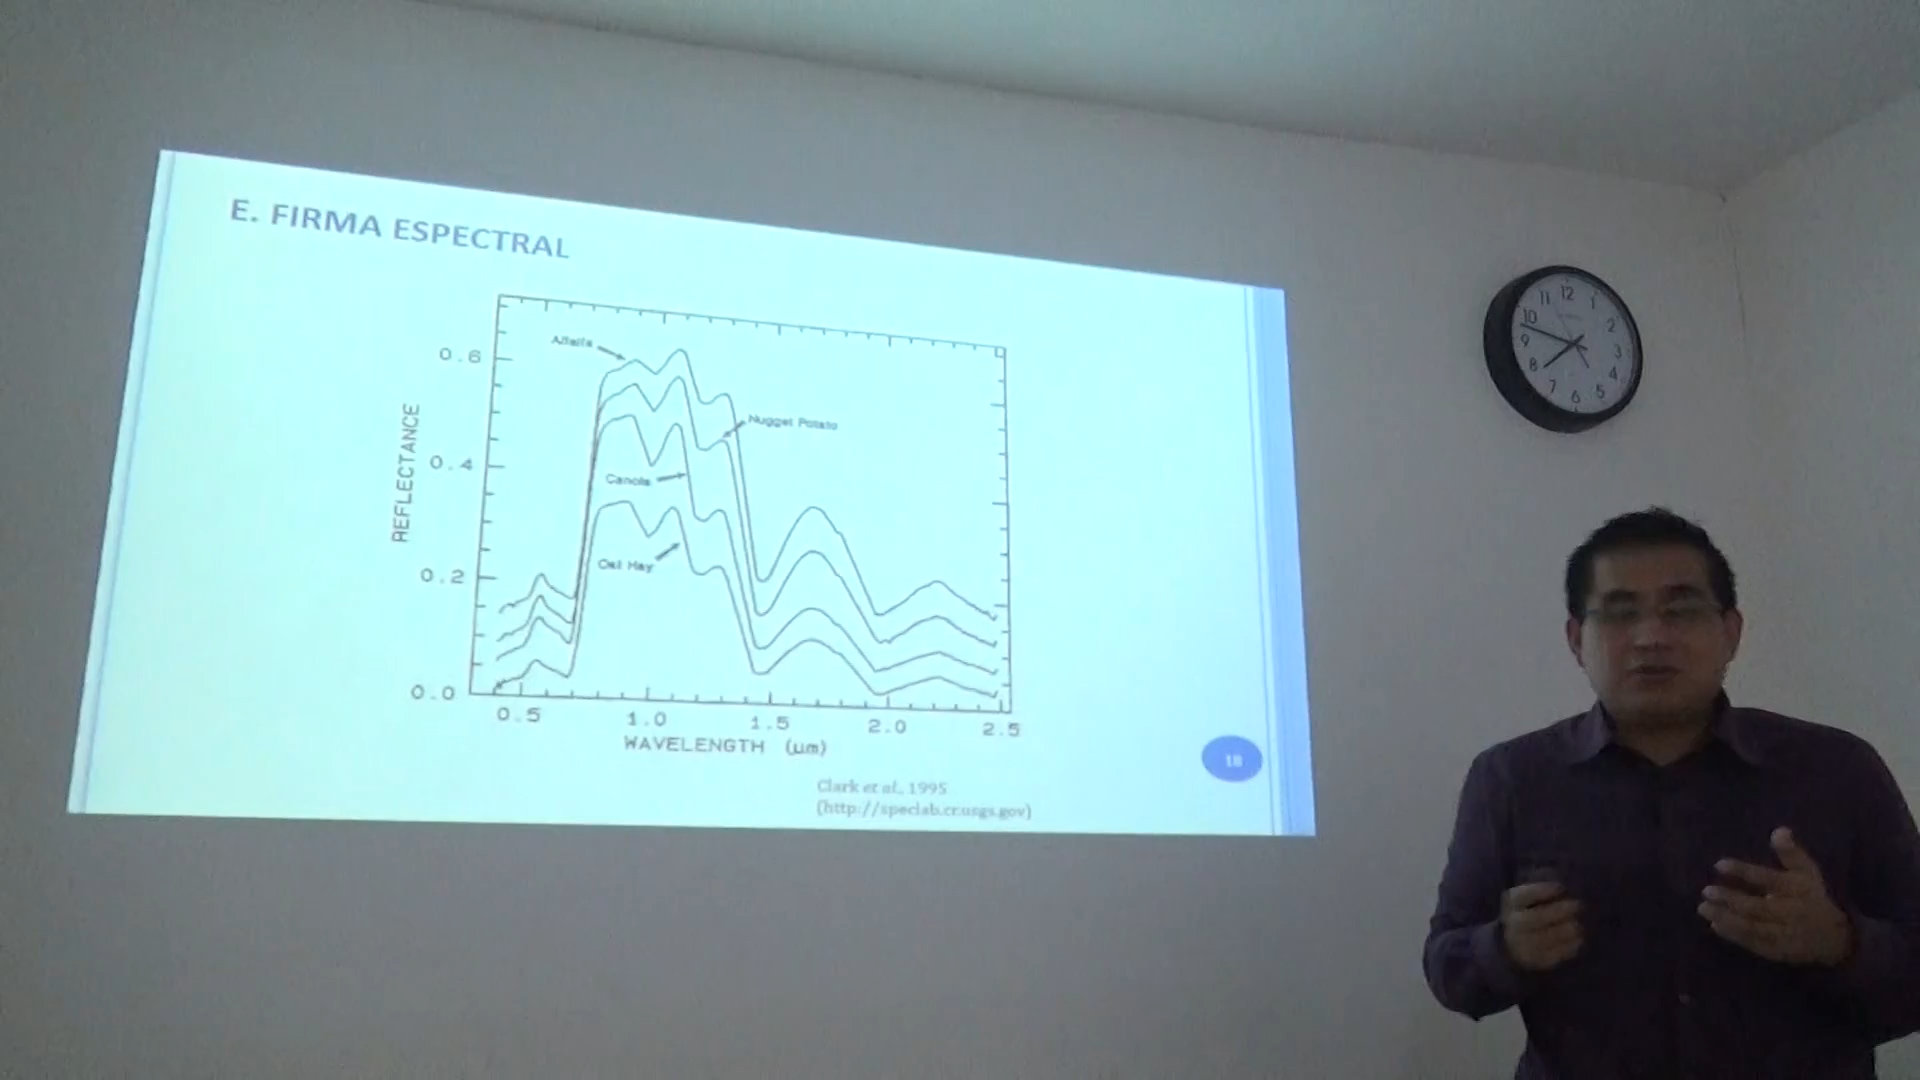 E. FIRMA ESPECTRAL
Alfalfa
0.6
Nugget Potato
REFLECTANCE
0.4
Canola
Oat Hay
0.2
0.0
0.5 1.0 1.5 2.0 2.5
WAVELENGTH (µm)
18
Clark et al., 1995
(http://speclab.cr.usgs.gov)
12
1
2
3
4
5
6
7
8
9
10
11